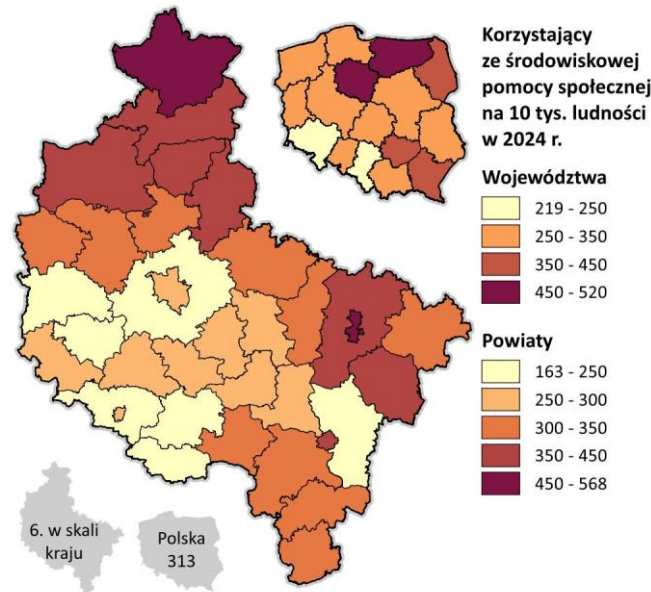 Korzystający
ze środowiskowej
pomocy społecznej
na 10 tys. ludności
w 2024 r.
Województwa
219 - 250
250 - 350
350 - 450
450 - 520
Powiaty
163 - 250
250 - 300
300 - 350
350 - 450
450 - 568
6. w skali
kraju
Polska
313